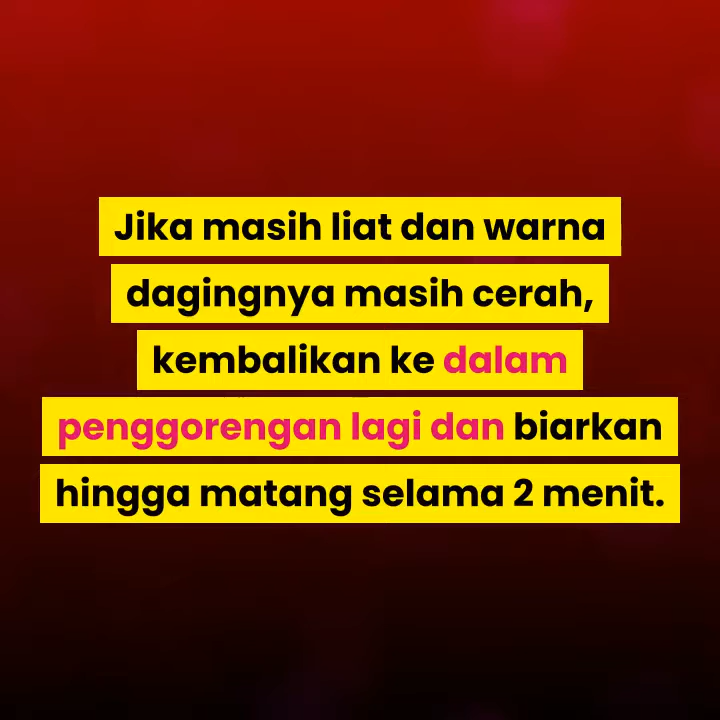 Jika masih liat dan warna
dagingnya masih cerah,
kembalikan ke dalam
penggorengan lagi dan biarkan
hingga matang selama 2 menit.